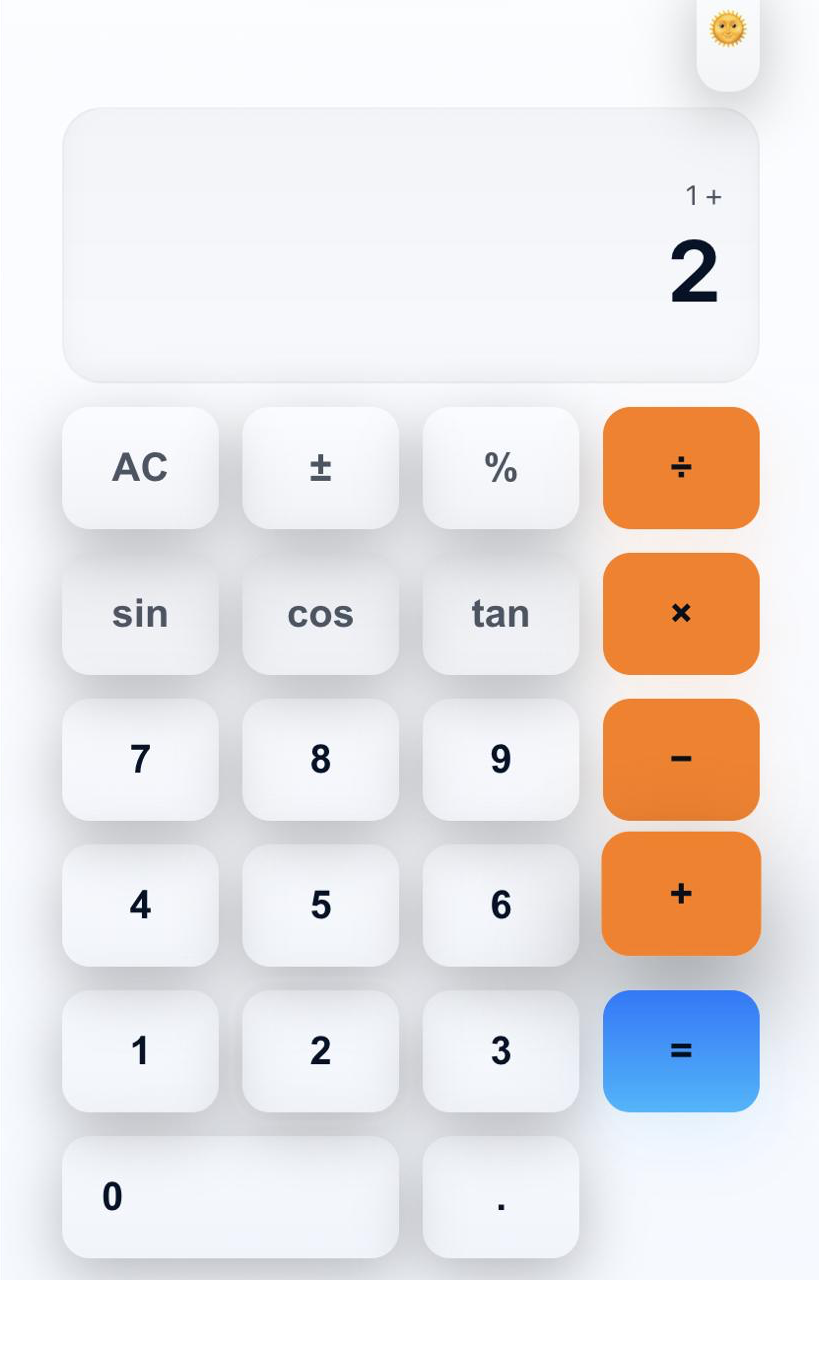 1 +
2
AC ± % ÷
sin cos tan ×
7 8 9 −
4 5 6 +
1 2 3 =
0 .